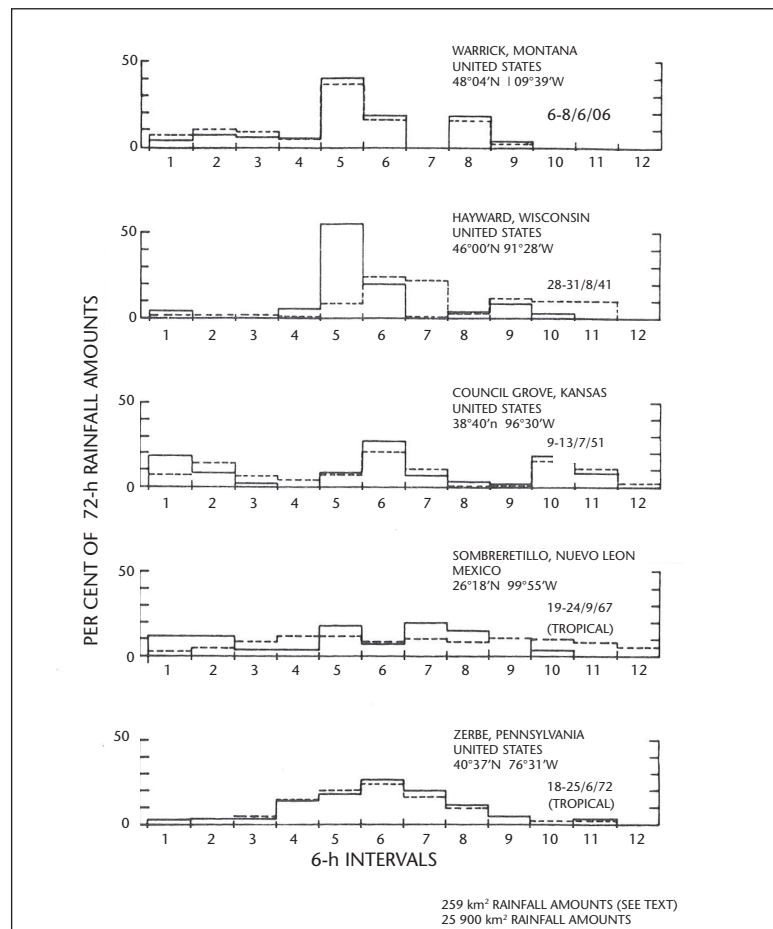 PER CENT OF 72-h RAINFALL AMOUNTS
50
0
WARRICK, MONTANA
UNITED STATES
48°04'N | 09°39'W
6-8/6/06
1 2 3 4 5 6 7 8 9 10 11 12
50
0
HAYWARD, WISCONSIN
UNITED STATES
46°00'N 91°28'W
28-31/8/41
1 2 3 4 5 6 7 8 9 10 11 12
50
0
COUNCIL GROVE, KANSAS
UNITED STATES
38°40'n 96°30'W
9-13/7/51
1 2 3 4 5 6 7 8 9 10 11 12
50
0
SOMBRERETILLO, NUEVO LEON
MEXICO
26°18'N 99°55'W
19-24/9/67
(TROPICAL)
1 2 3 4 5 6 7 8 9 10 11 12
50
0
ZERBE, PENNSYLVANIA
UNITED STATES
40°37'N 76°31'W
18-25/6/72
(TROPICAL)
1 2 3 4 5 6 7 8 9 10 11 12
6-h INTERVALS
259 km² RAINFALL AMOUNTS (SEE TEXT)
25 900 km² RAINFALL AMOUNTS